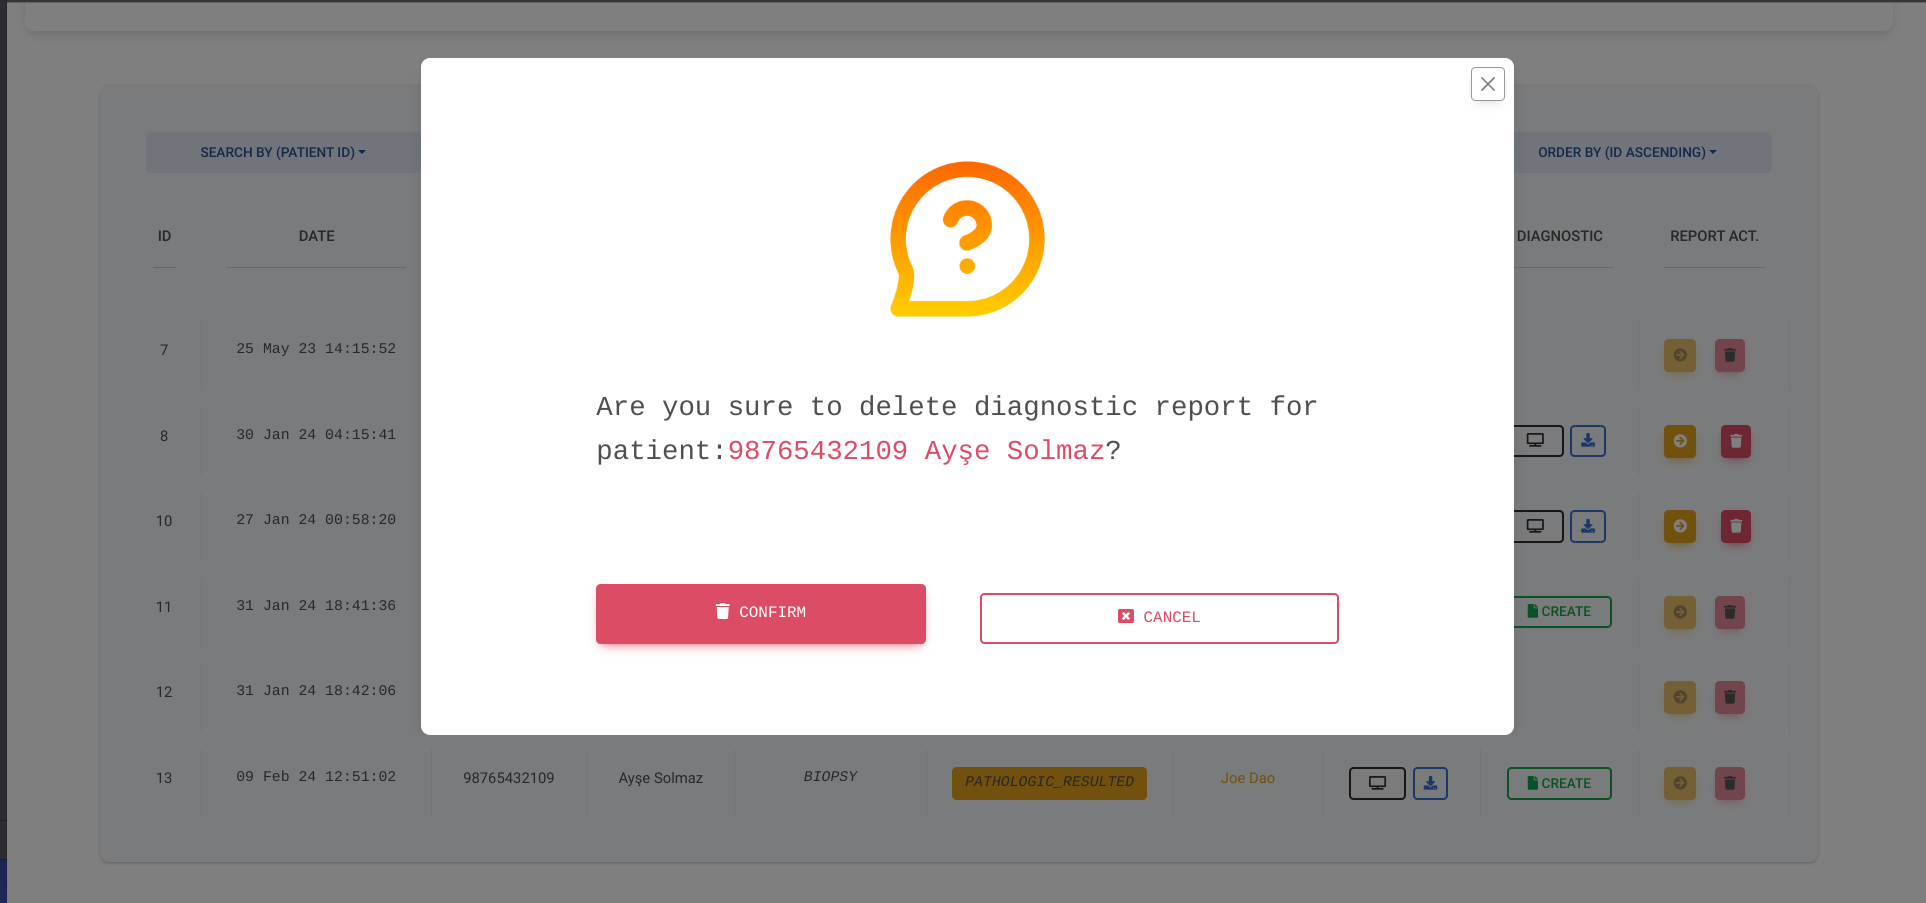 SEARCH BY (PATIENT ID)
ORDER BY (ID ASCENDING)
ID DATE DIAGNOSTIC REPORT ACT.
?
7 25 May 23 14:15:52
Are you sure to delete diagnostic report for
patient:98765432109 Ayşe Solmaz?
8 30 Jan 24 04:15:41
10 27 Jan 24 00:58:20
11 31 Jan 24 18:41:36 CREATE
CONFIRM CANCEL
12 31 Jan 24 18:42:06
13 09 Feb 24 12:51:02 98765432109 Ayşe Solmaz BIOPSY PATHOLOGIC_RESULTED Joe Dao CREATE